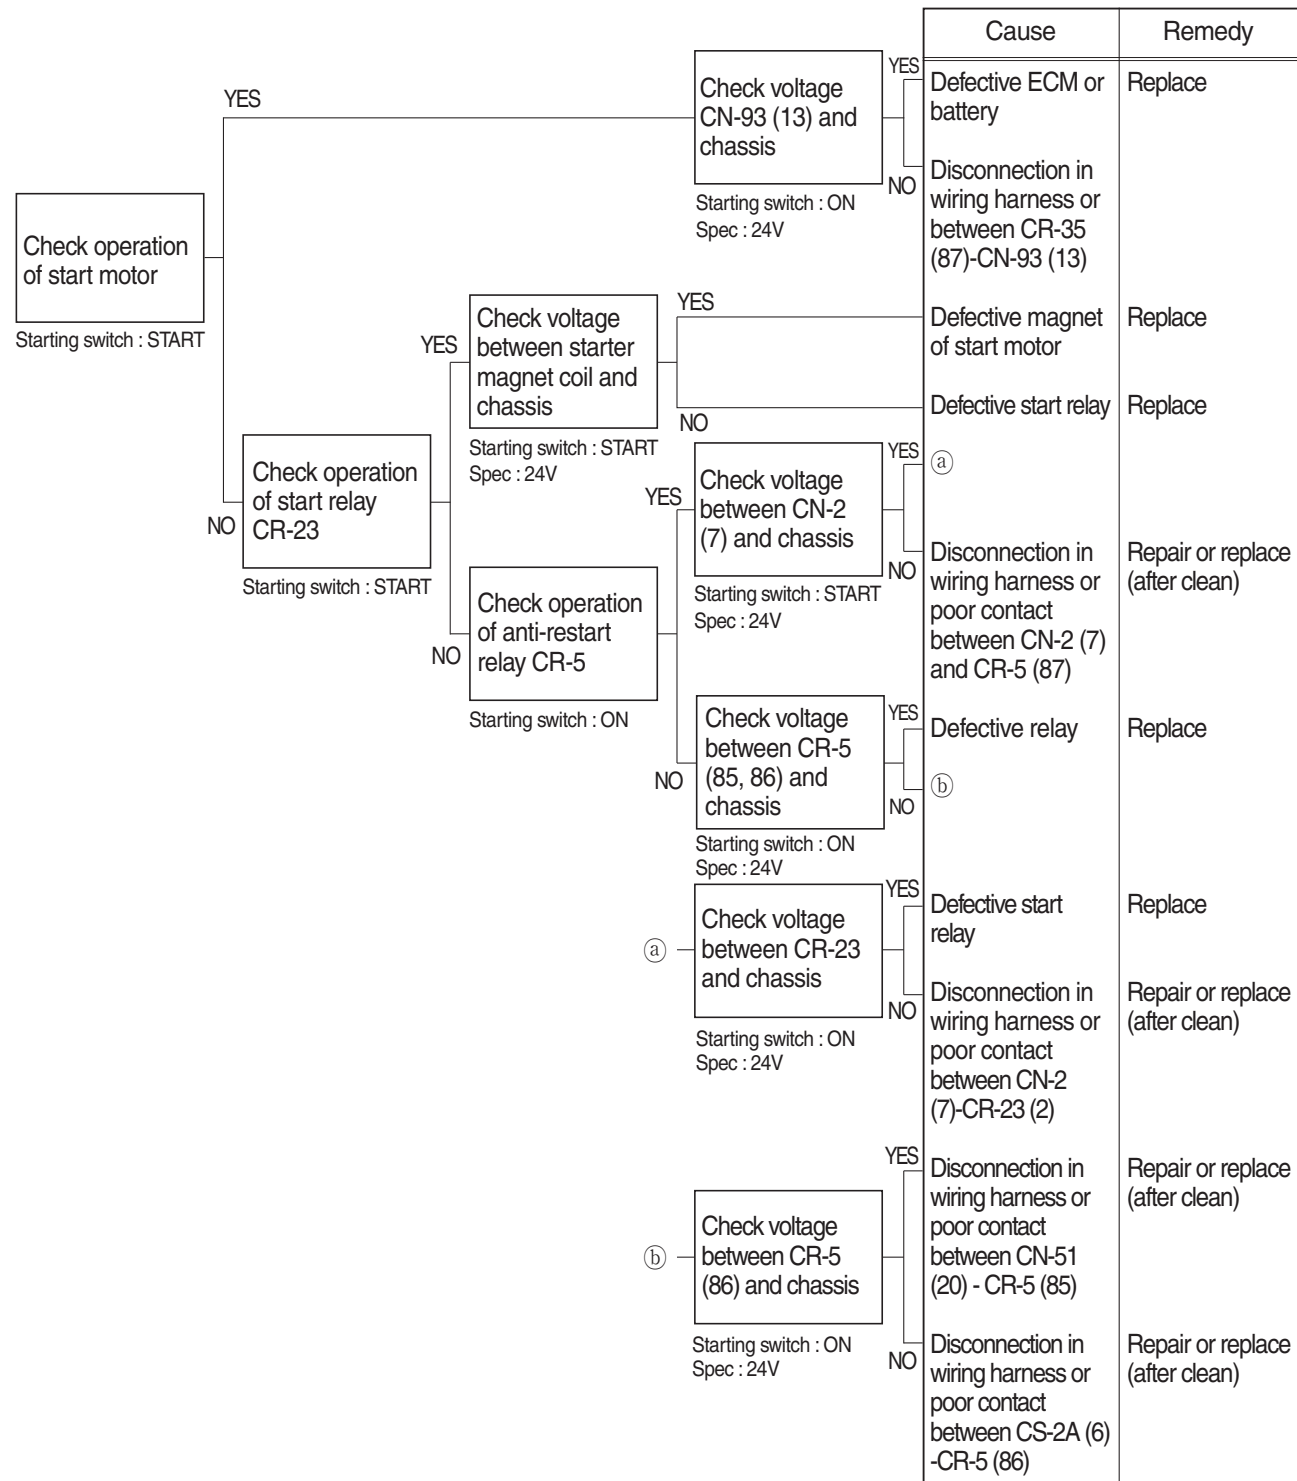 Cause
Remedy
YES
Check voltage
CN-93 (13) and
chassis
Starting switch : ON
Spec : 24V
YES
Defective ECM or
battery
Replace
NO
Disconnection in
wiring harness or
between CR-35
(87)-CN-93 (13)
Check operation
of start motor
Starting switch : START
YES
Check voltage
between starter
magnet coil and
chassis
Starting switch : START
Spec : 24V
YES
Defective magnet
of start motor
Replace
NO
Defective start relay
Replace
NO
Check operation
of start relay
CR-23
Starting switch : START
YES
Check voltage
between CN-2
(7) and chassis
Starting switch : START
Spec : 24V
YES
ⓐ
NO
Disconnection in
wiring harness or
poor contact
between CN-2 (7)
and CR-5 (87)
Repair or replace
(after clean)
NO
Check operation
of anti-restart
relay CR-5
Starting switch : ON
NO
Check voltage
between CR-5
(85, 86) and
chassis
Starting switch : ON
Spec : 24V
YES
Defective relay
Replace
NO
ⓑ
ⓐ
Check voltage
between CR-23
and chassis
Starting switch : ON
Spec : 24V
YES
Defective start
relay
Replace
NO
Disconnection in
wiring harness or
poor contact
between CN-2
(7)-CR-23 (2)
Repair or replace
(after clean)
ⓑ
Check voltage
between CR-5
(86) and chassis
Starting switch : ON
Spec : 24V
YES
Disconnection in
wiring harness or
poor contact
between CN-51
(20) - CR-5 (85)
Repair or replace
(after clean)
NO
Disconnection in
wiring harness or
poor contact
between CS-2A (6)
-CR-5 (86)
Repair or replace
(after clean)